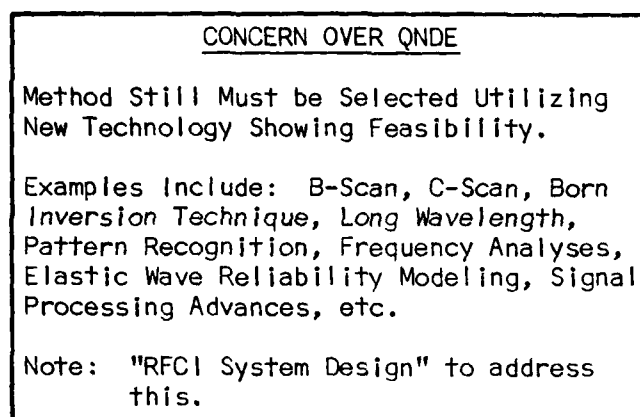 CONCERN OVER QNDE
Method Still Must be Selected Utilizing
New Technology Showing Feasibility.
Examples Include: B-Scan, C-Scan, Born
Inversion Technique, Long Wavelength,
Pattern Recognition, Frequency Analyses,
Elastic Wave Reliability Modeling, Signal
Processing Advances, etc.
Note: "RFCI System Design" to address
this.